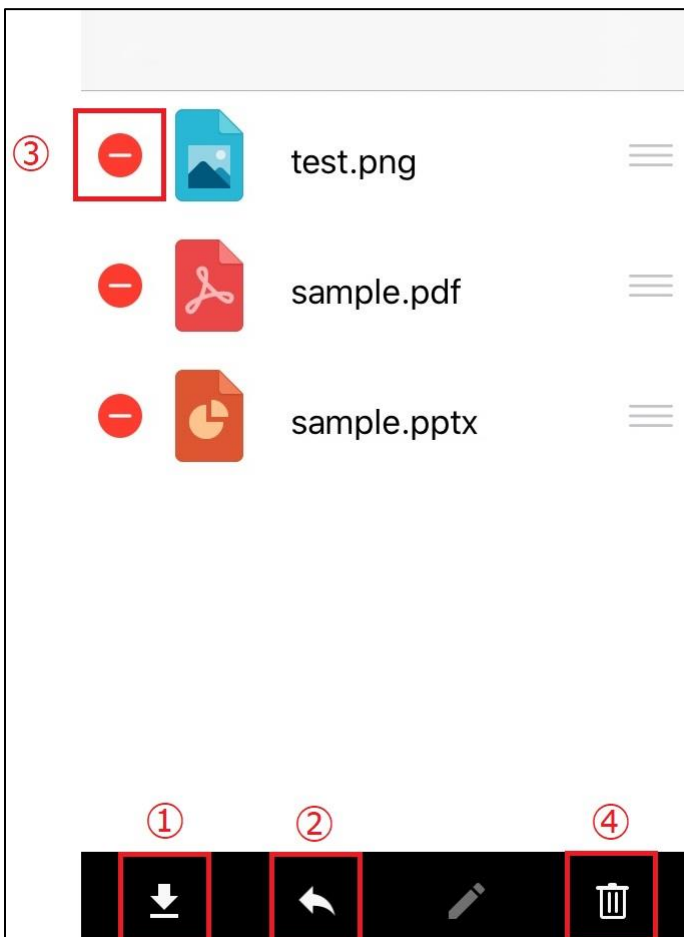 ③
test.png
sample.pdf
sample.pptx
① ② ④